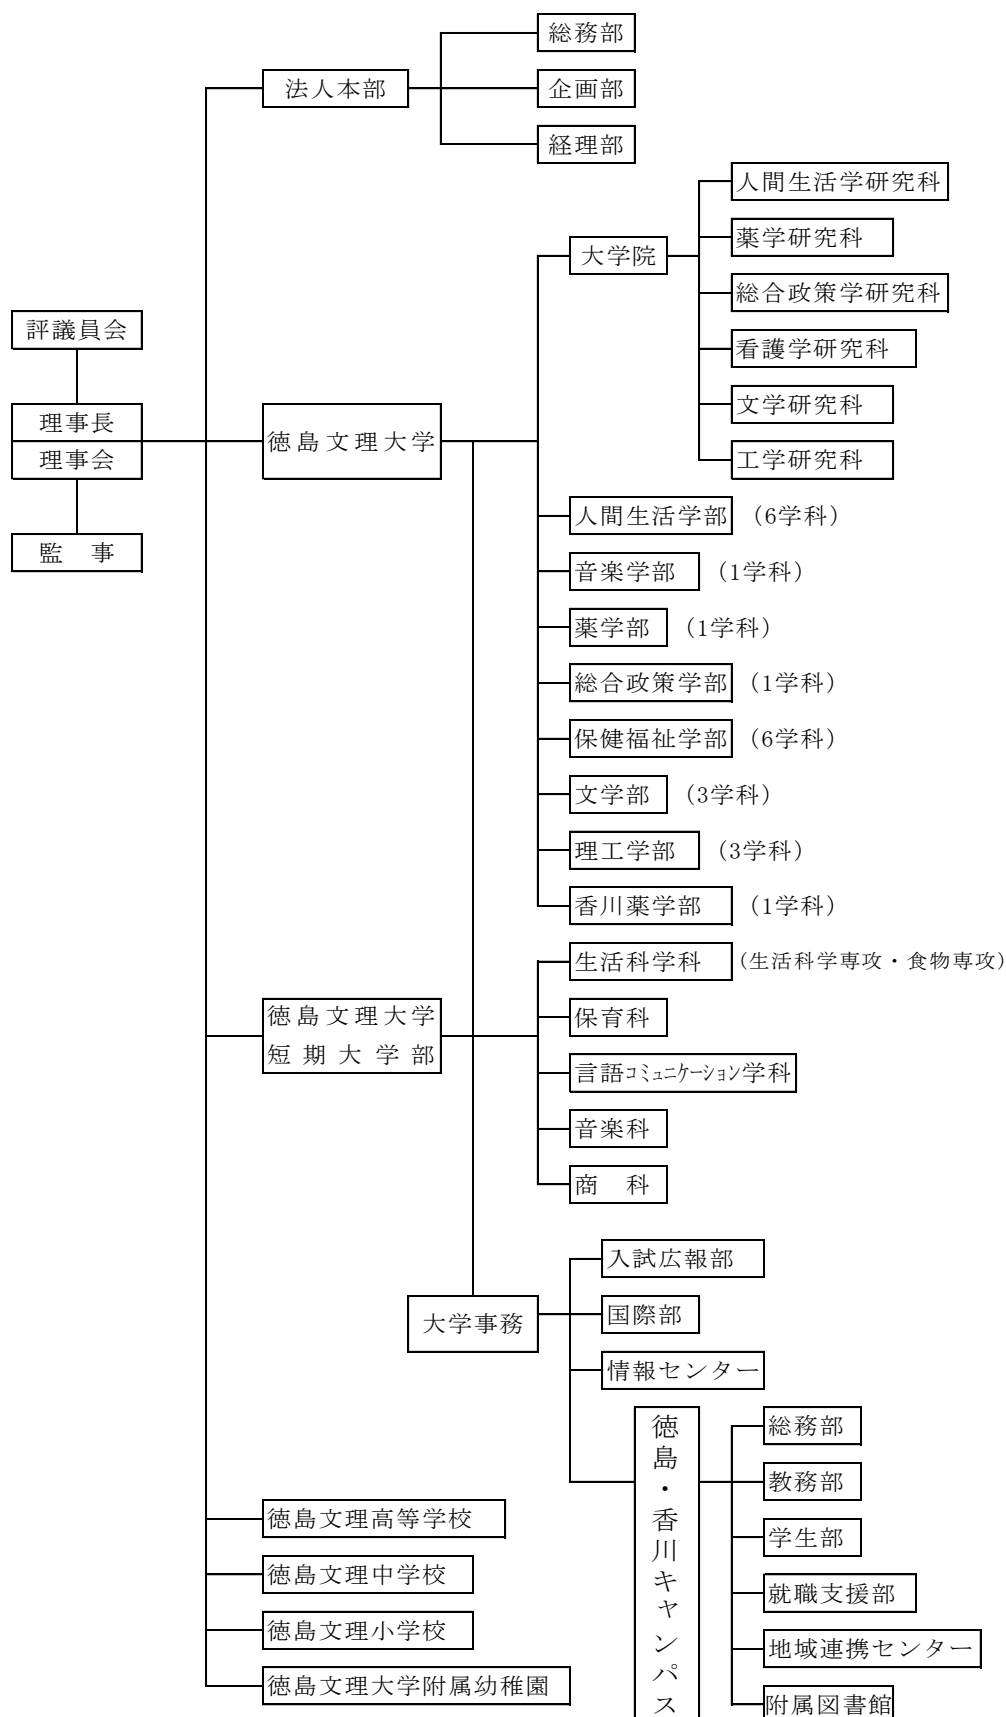 総務部
法人本部
企画部
経理部
人間生活学研究科
大学院
薬学研究科
総合政策学研究科
看護学研究科
文学研究科
工学研究科
評議員会
理事長
理事会
監　事
徳島文理大学
人間生活学部 (6学科)
音楽学部 (1学科)
薬学部 (1学科)
総合政策学部 (1学科)
保健福祉学部 (6学科)
文学部 (3学科)
理工学部 (3学科)
香川薬学部 (1学科)
徳島文理大学
短期大学部
生活科学科 (生活科学専攻・食物専攻)
保育科
言語コミュニケーション学科
音楽科
商　科
大学事務
入試広報部
国際部
情報センター
徳島・香川キャンパス
総務部
教務部
学生部
就職支援部
地域連携センター
附属図書館
徳島文理高等学校
徳島文理中学校
徳島文理小学校
徳島文理大学附属幼稚園